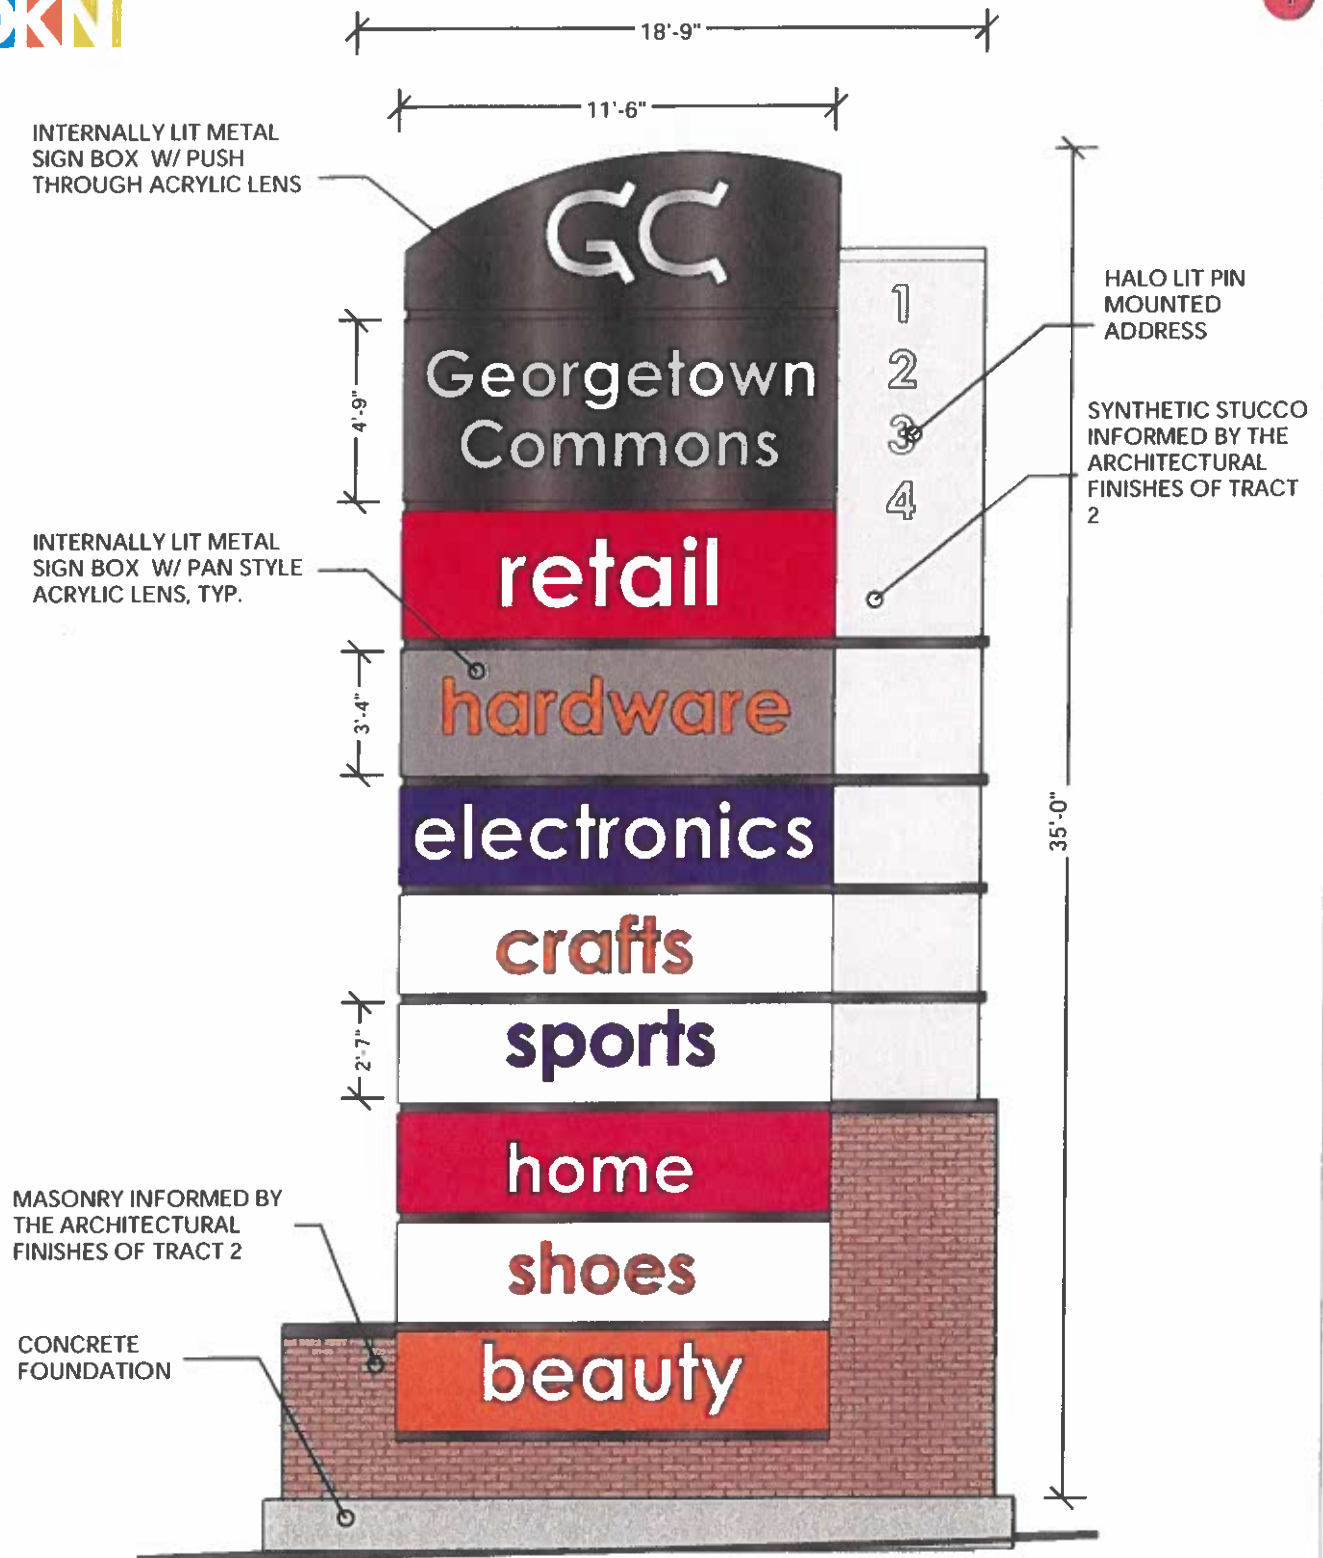 18'-9"
11'-6"
INTERNALLY LIT METAL
SIGN BOX W/ PUSH
THROUGH ACRYLIC LENS
GC
HALO LIT PIN
MOUNTED
ADDRESS
1
2
3
4
4'-9"
Georgetown
Commons
SYNTHETIC STUCCO
INFORMED BY THE
ARCHITECTURAL
FINISHES OF TRACT
2
INTERNALLY LIT METAL
SIGN BOX W/ PAN STYLE
ACRYLIC LENS, TYP.
retail
3'-4"
hardware
35'-0"
electronics
crafts
2'-7"
sports
home
MASONRY INFORMED BY
THE ARCHITECTURAL
FINISHES OF TRACT 2
shoes
CONCRETE
FOUNDATION
beauty